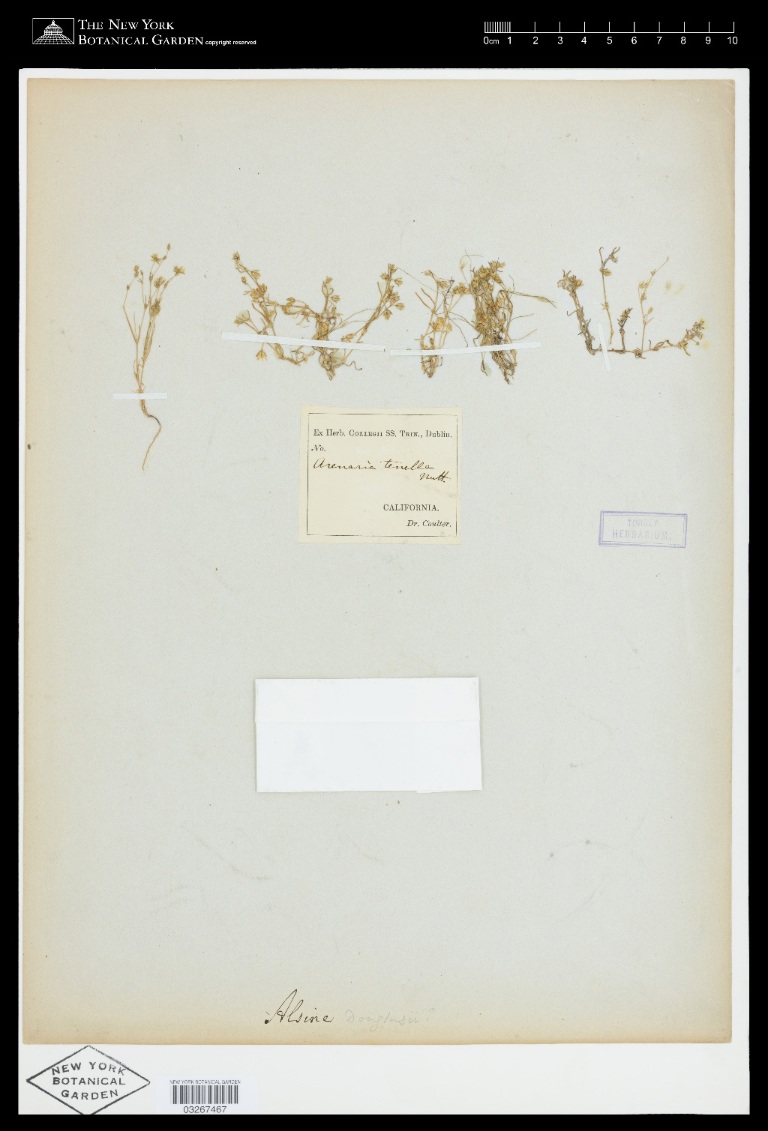 THE NEW YORK
BOTANICAL GARDEN copyright reserved
0cm 1 2 3 4 5 6 7 8 9 10
Ex Herb. COLLEGII SS. TRIN., Dublin.
No.
Arenaria tenella
Nutt.
CALIFORNIA.
Dr. Coulter.
TORREY
HERBARIUM.
Alsine Douglasii?
NEW YORK
BOTANICAL
GARDEN
NEW YORK BOTANICAL GARDEN
03267467